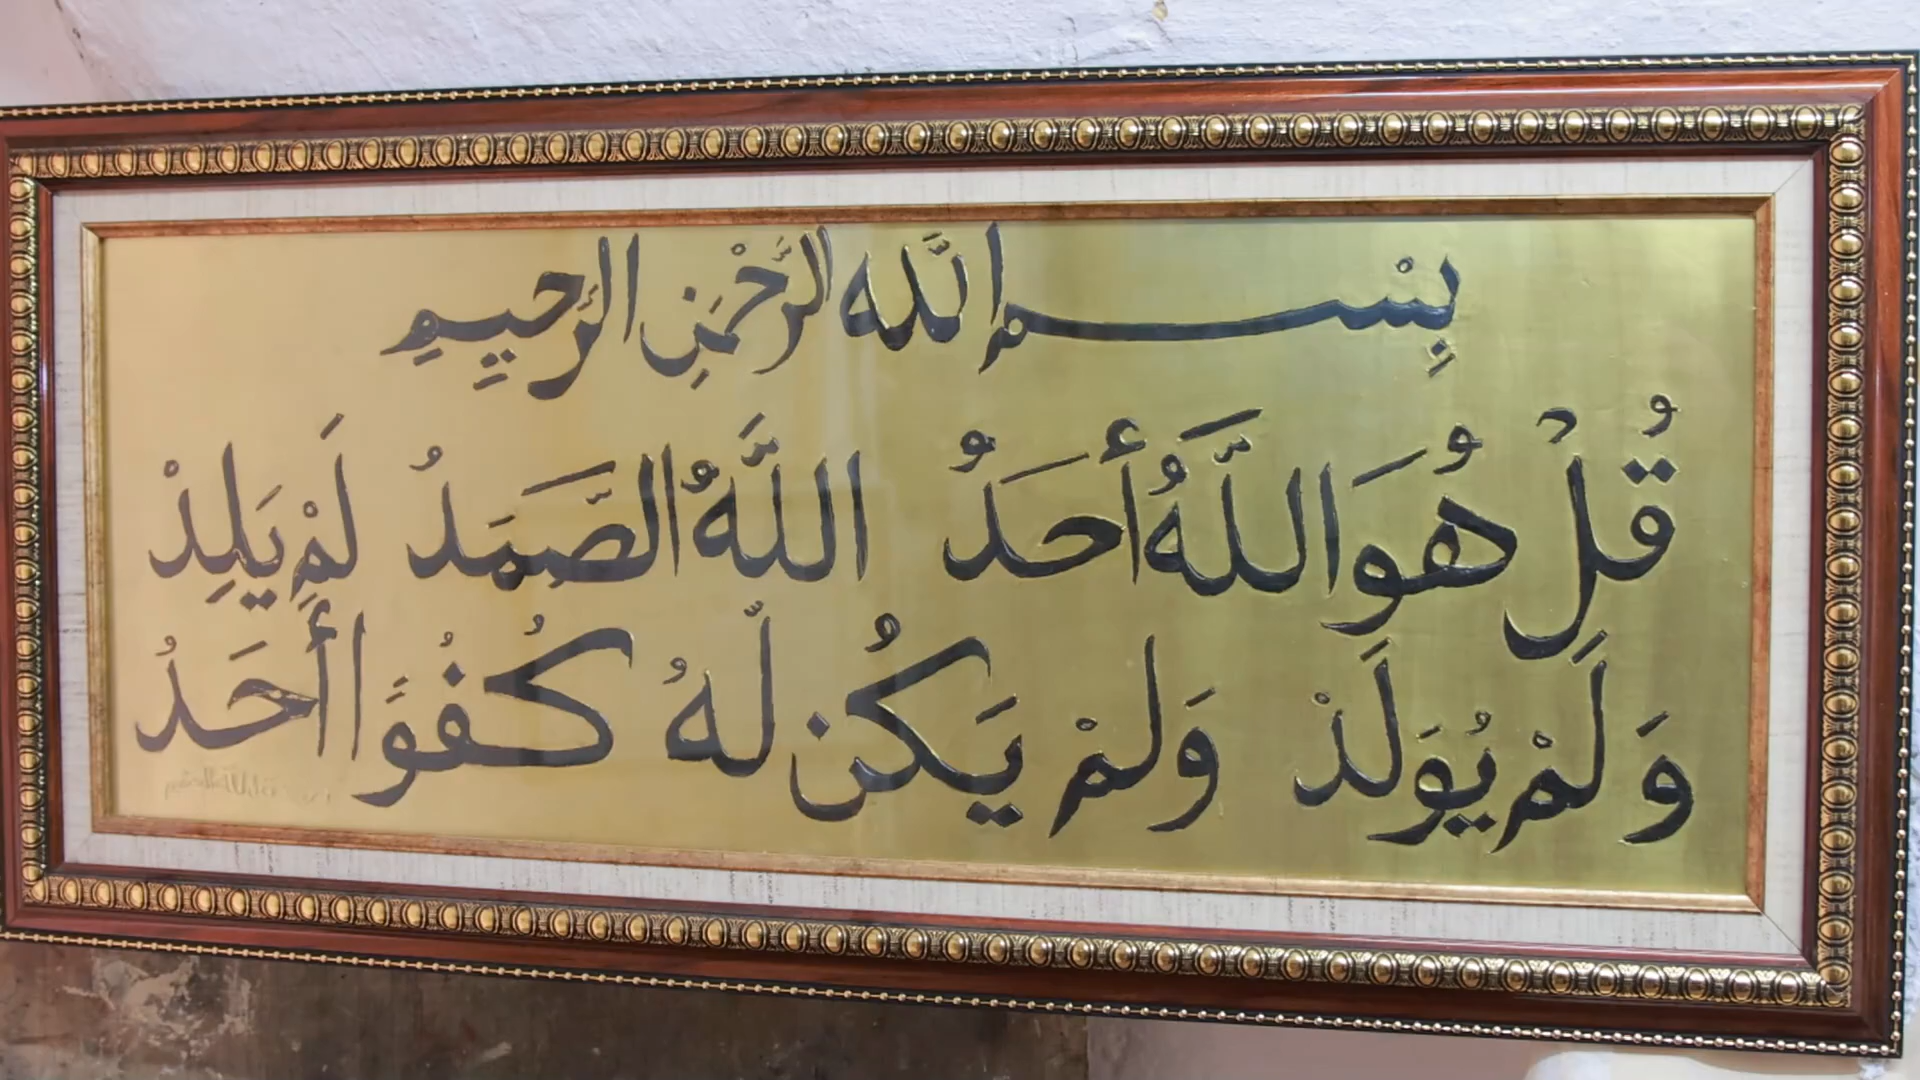 بِسْمِ اللَّهِ الرَّحْمَنِ الرَّحِيمِ
قُلْ هُوَ اللَّهُ أَحَدُ اللَّهُ الصَّمَدُ لَمْ يَلِدْ
وَلَمْ يُولَدْ وَلَمْ يَكُن لَّهُ كُفُوًا أَحَدُ